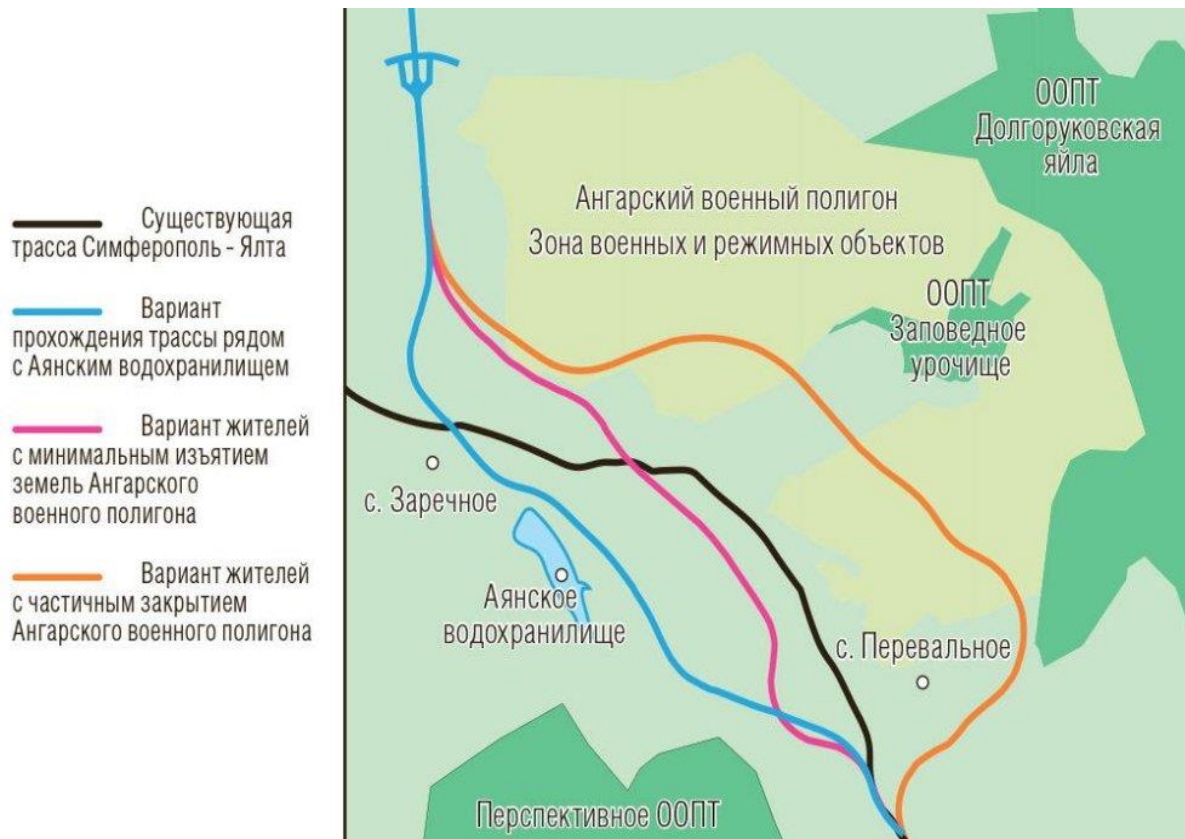 Существующая
трасса Симферополь - Ялта
Вариант
прохождения трассы рядом
с Аянским водохранилищем
Вариант жителей
с минимальным изъятием
земель Ангарского
военного полигона
Вариант жителей
с частичным закрытием
Ангарского военного полигона
ООПТ
Долгоруковская
яйла
Ангарский военный полигон
Зона военных и режимных объектов
ООПТ
Заповедное
урочище
с. Заречное
Аянское
водохранилище
с. Перевальное
Перспективное ООПТ